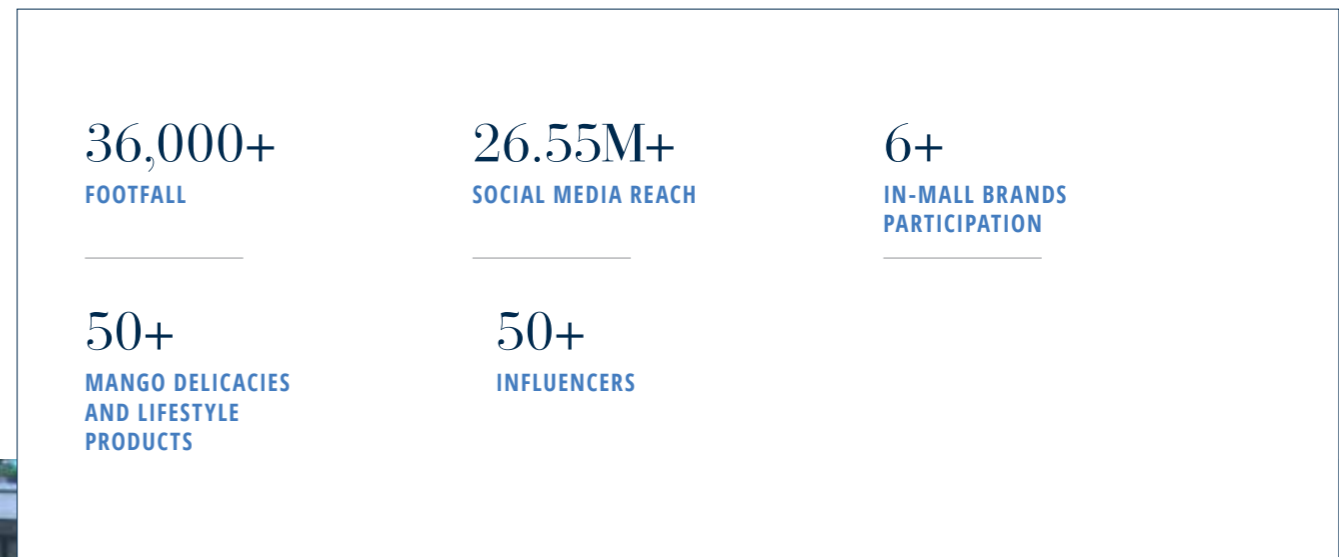 36,000+
FOOTFALL
26.55M+
SOCIAL MEDIA REACH
6+
IN-MALL BRANDS
PARTICIPATION
50+
MANGO DELICACIES
AND LIFESTYLE
PRODUCTS
50+
INFLUENCERS